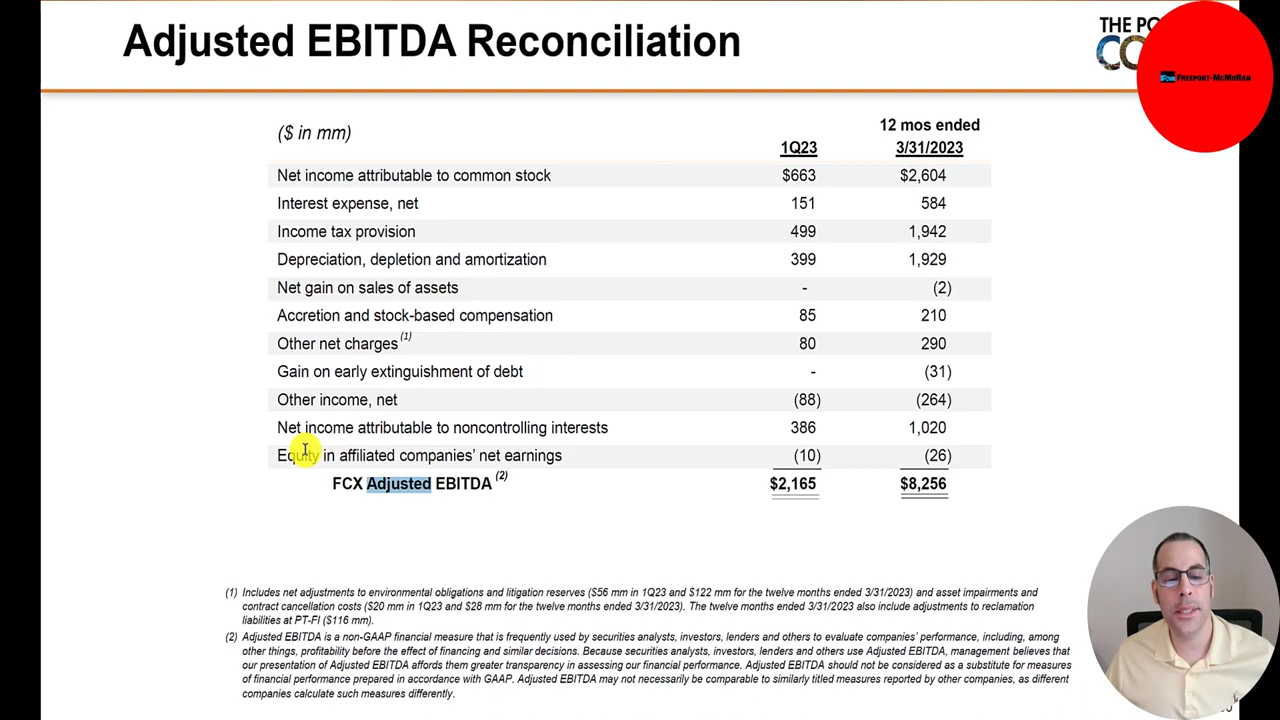 Adjusted EBITDA Reconciliation
THE PO
CO
FCX FREEPORT-McMoRAN
($ in mm) 1Q23 12 mos ended 3/31/2023
Net income attributable to common stock $663 $2,604
Interest expense, net 151 584
Income tax provision 499 1,942
Depreciation, depletion and amortization 399 1,929
Net gain on sales of assets - (2)
Accretion and stock-based compensation 85 210
Other net charges (1) 80 290
Gain on early extinguishment of debt - (31)
Other income, net (88) (264)
Net income attributable to noncontrolling interests 386 1,020
Equity in affiliated companies' net earnings (10) (26)
FCX Adjusted EBITDA (2) $2,165 $8,256
(1) Includes net adjustments to environmental obligations and litigation reserves ($56 mm in 1Q23 and $122 mm for the twelve months ended 3/31/2023) and asset impairments and
contract cancellation costs ($20 mm in 1Q23 and $28 mm for the twelve months ended 3/31/2023). The twelve months ended 3/31/2023 also include adjustments to reclamation
liabilities at PT-FI ($116 mm).
(2) Adjusted EBITDA is a non-GAAP financial measure that is frequently used by securities analysts, investors, lenders and others to evaluate companies' performance, including, among
other things, profitability before the effect of financing and similar decisions. Because securities analysts, investors, lenders and others use Adjusted EBITDA, management believes that
our presentation of Adjusted EBITDA affords them greater transparency in assessing our financial performance. Adjusted EBITDA should not be considered as a substitute for measures
of financial performance prepared in accordance with GAAP. Adjusted EBITDA may not necessarily be comparable to similarly titled measures reported by other companies, as different
companies calculate such measures differently.